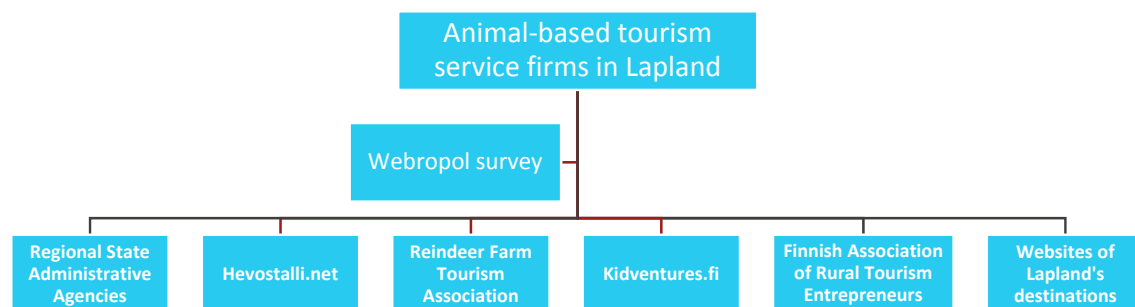 Animal-based tourism
service firms in Lapland
Webropol survey
Regional State
Administrative
Agencies
Hevostalli.net
Reindeer Farm
Tourism
Association
Kidventures.fi
Finnish Association
of Rural Tourism
Entrepreneurs
Websites of
Lapland's
destinations